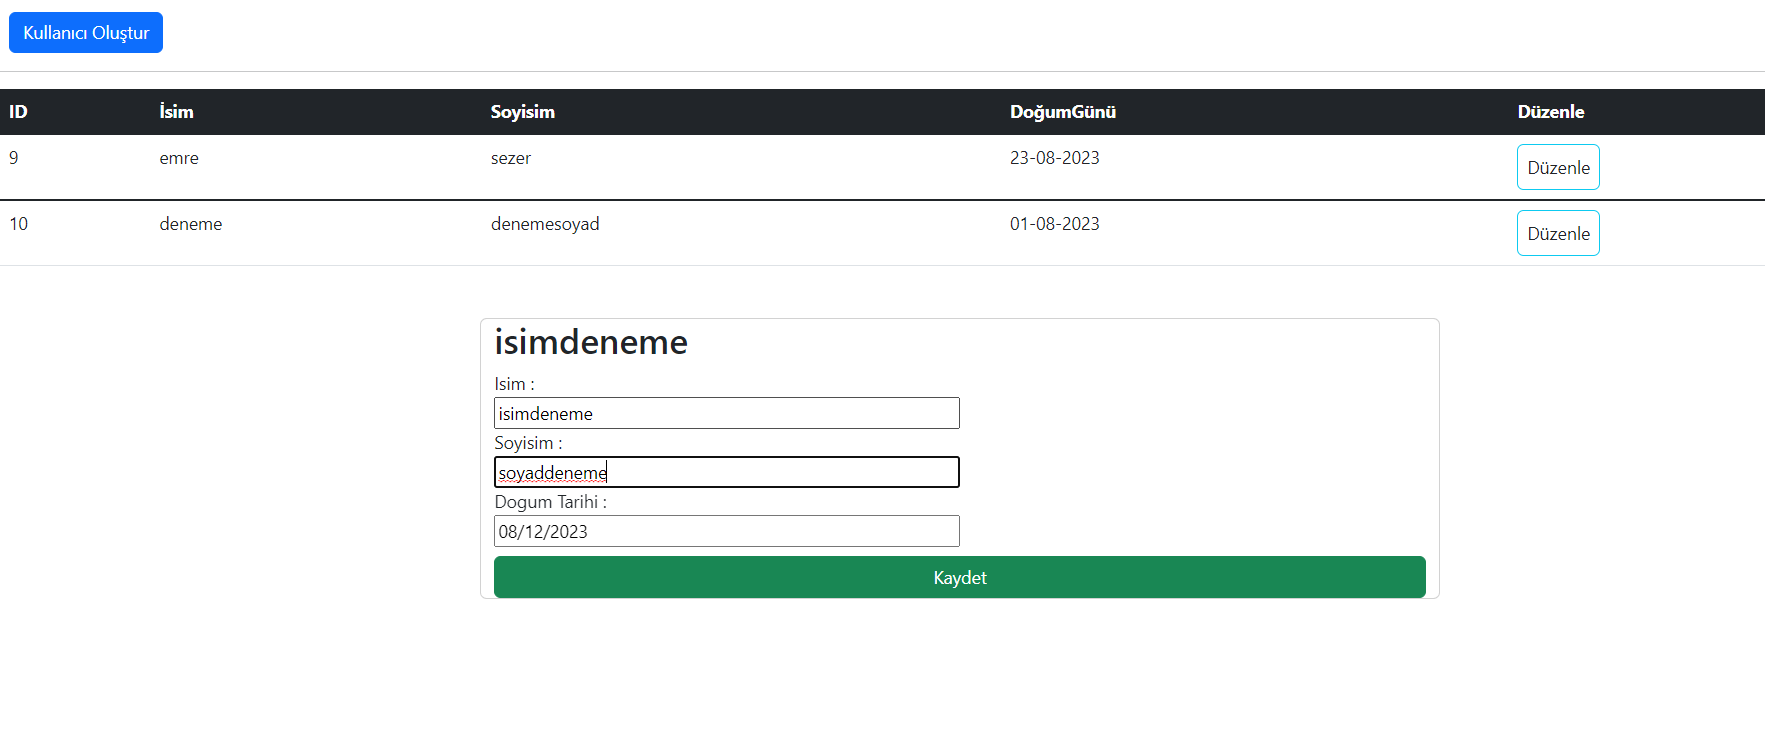 Kullanıcı Oluştur
ID İsim Soyisim DoğumGünü Düzenle
9 emre sezer 23-08-2023 Düzenle
10 deneme denemesoyad 01-08-2023 Düzenle
isimdeneme
Isim :
isimdeneme
Soyisim :
soyaddeneme
Dogum Tarihi :
08/12/2023
Kaydet